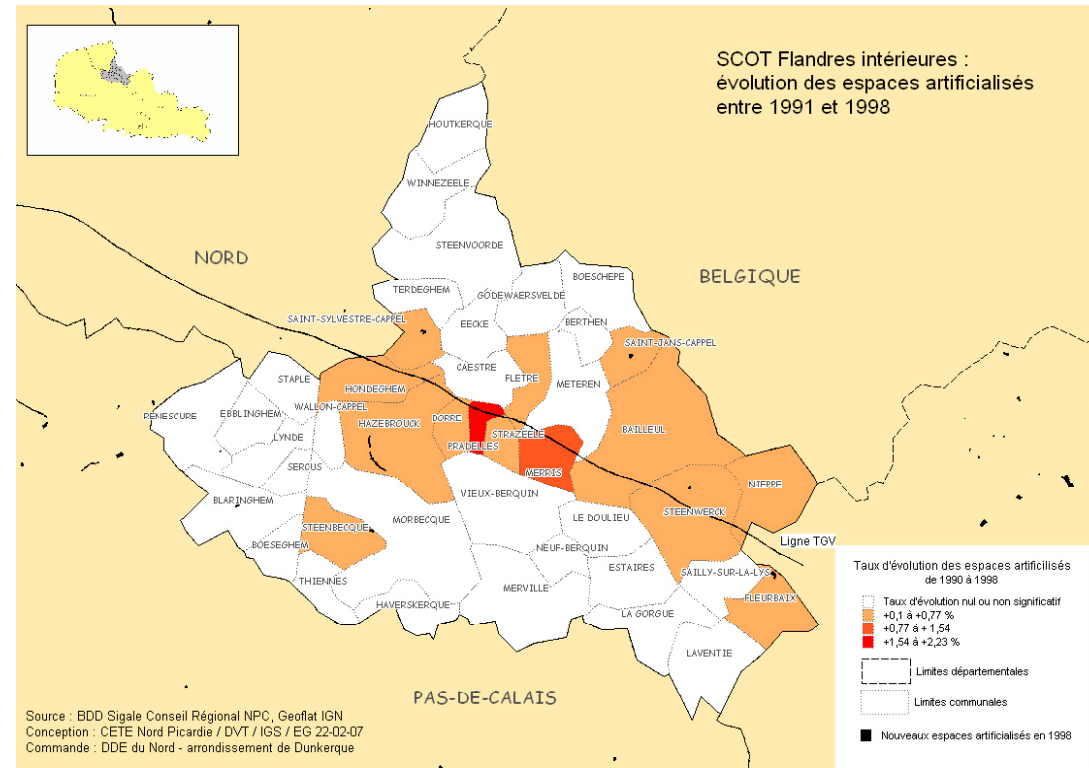 SCOT Flandres intérieures :
évolution des espaces artificialisés
entre 1991 et 1998
HOUTKERQUE
WINNEZEELE
STEENVOORDE
NORD
BELGIQUE
BOESCHEPE
TERDEGHEM
GODEWAERSVELDE
SAINT-SYLVESTRE-CAPPEL
EECKE
BERTHEN
SAINT-JANS-CAPPEL
CAESTRE
STAPLE
FLETRE
METEREN
HONDEGHEM
WALLON-CAPPEL
RENESCURE
EBBLINGHEM
HAZEBROUCK
BORRE
STRAZEELE
BAILLEUL
LYNDE
PRADELLES
SERCUS
MERRIS
NIEPPE
BLARINGHEM
VIEUX-BERQUIN
STEENWERCK
STEENBECQUE
MORBECQUE
LE DOULIEU
BOESEGHEM
NEUF-BERQUIN
Ligne TGV
ESTAIRES
SAILLY-SUR-LA-LYS
THIENNES
MERVILLE
HAVERSKERQUE
LA GORGUE
FLEURBAIX
LAVENTIE
PAS-DE-CALAIS
Taux d'évolution des espaces artificilisés
de 1990 à 1998
Taux d'évolution nul ou non significatif
+0,1 à +0,77 %
+0,77 à + 1,54
+1,54 à +2,23 %
Limites départementales
Limites communales
Nouveaux espaces artificialisés en 1998
Source : BDD Sigale Conseil Régional NPC, Geoflat IGN
Conception : CETE Nord Picardie / DVT / IGS / EG 22-02-07
Commande : DDE du Nord - arrondissement de Dunkerque